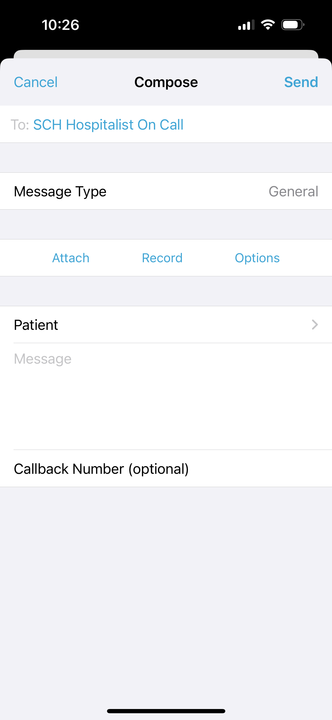 10:26
Cancel Compose Send
To: SCH Hospitalist On Call
Message Type General
Attach Record Options
Patient
Message
Callback Number (optional)